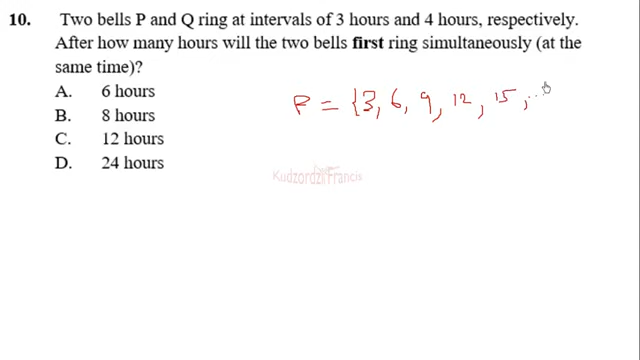 10. Two bells P and Q ring at intervals of 3 hours and 4 hours, respectively.
After how many hours will the two bells first ring simultaneously (at the
same time)?
A. 6 hours
B. 8 hours
C. 12 hours
D. 24 hours
P = {3, 6, 9, 12, 15, ...
Kudzordzi Francis